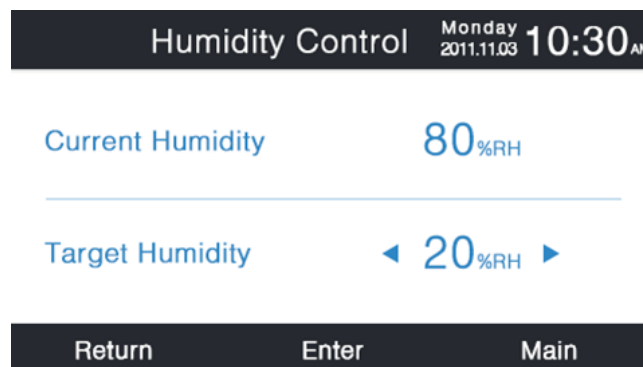 Humidity Control Monday 2011.11.03 10:30 AM
Current Humidity 80%RH
Target Humidity ◀ 20%RH ▶
Return Enter Main